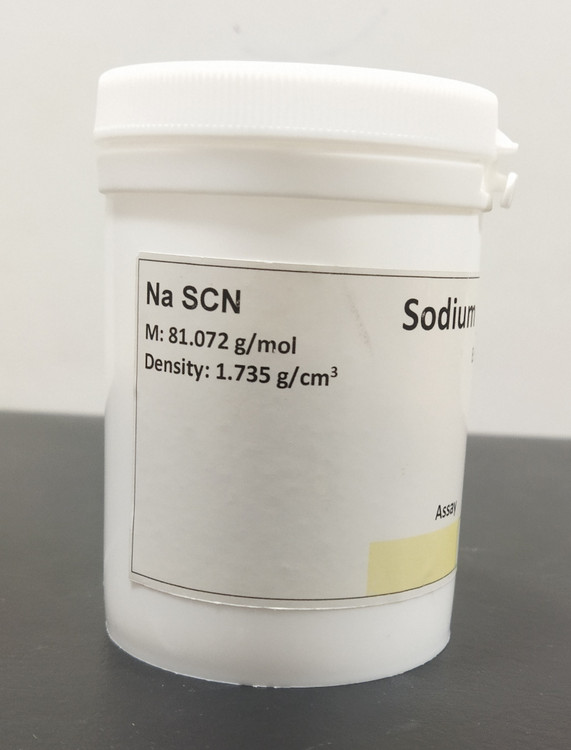 Na SCN
M: 81.072 g/mol
Density: 1.735 g/cm³
Sodium
Assay